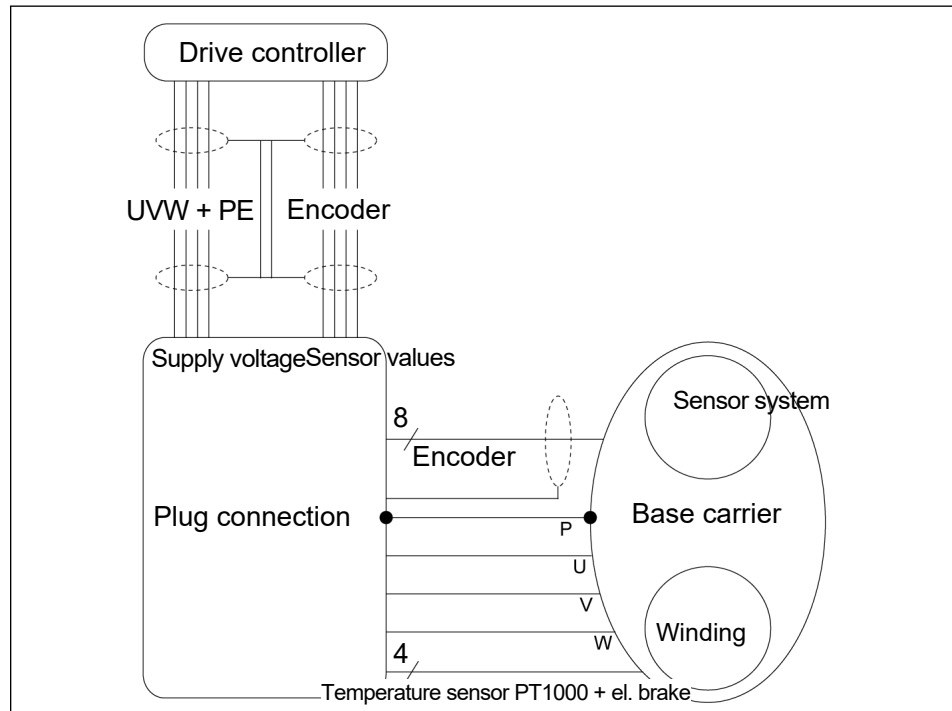 Drive controller
UVW + PE
Encoder
Supply voltage
Sensor values
Sensor system
8
Encoder
Plug connection
Base carrier
P
U
V
W
Winding
4
Temperature sensor PT1000 + el. brake